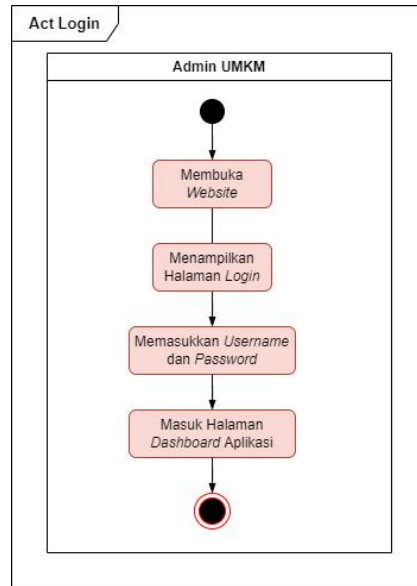 Act Login
Admin UMKM
Membuka
Website
Menampilkan
Halaman Login
Memasukkan Username
dan Password
Masuk Halaman
Dashboard Aplikasi